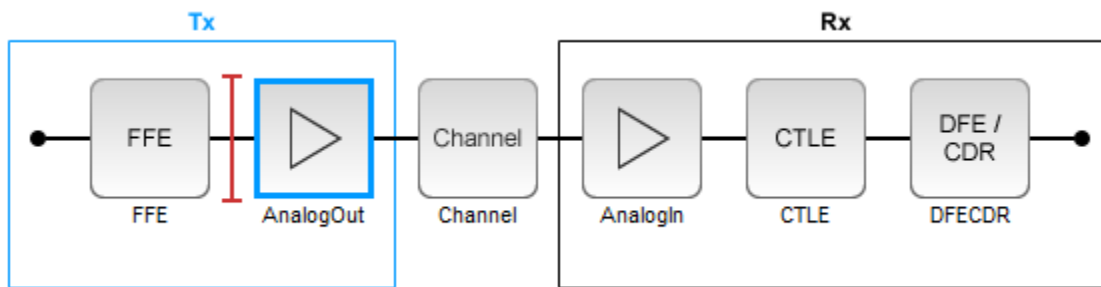 Tx
Rx
FFE
Channel
CTLE
DFE /
CDR
FFE
AnalogOut
Channel
AnalogIn
CTLE
DFECDR